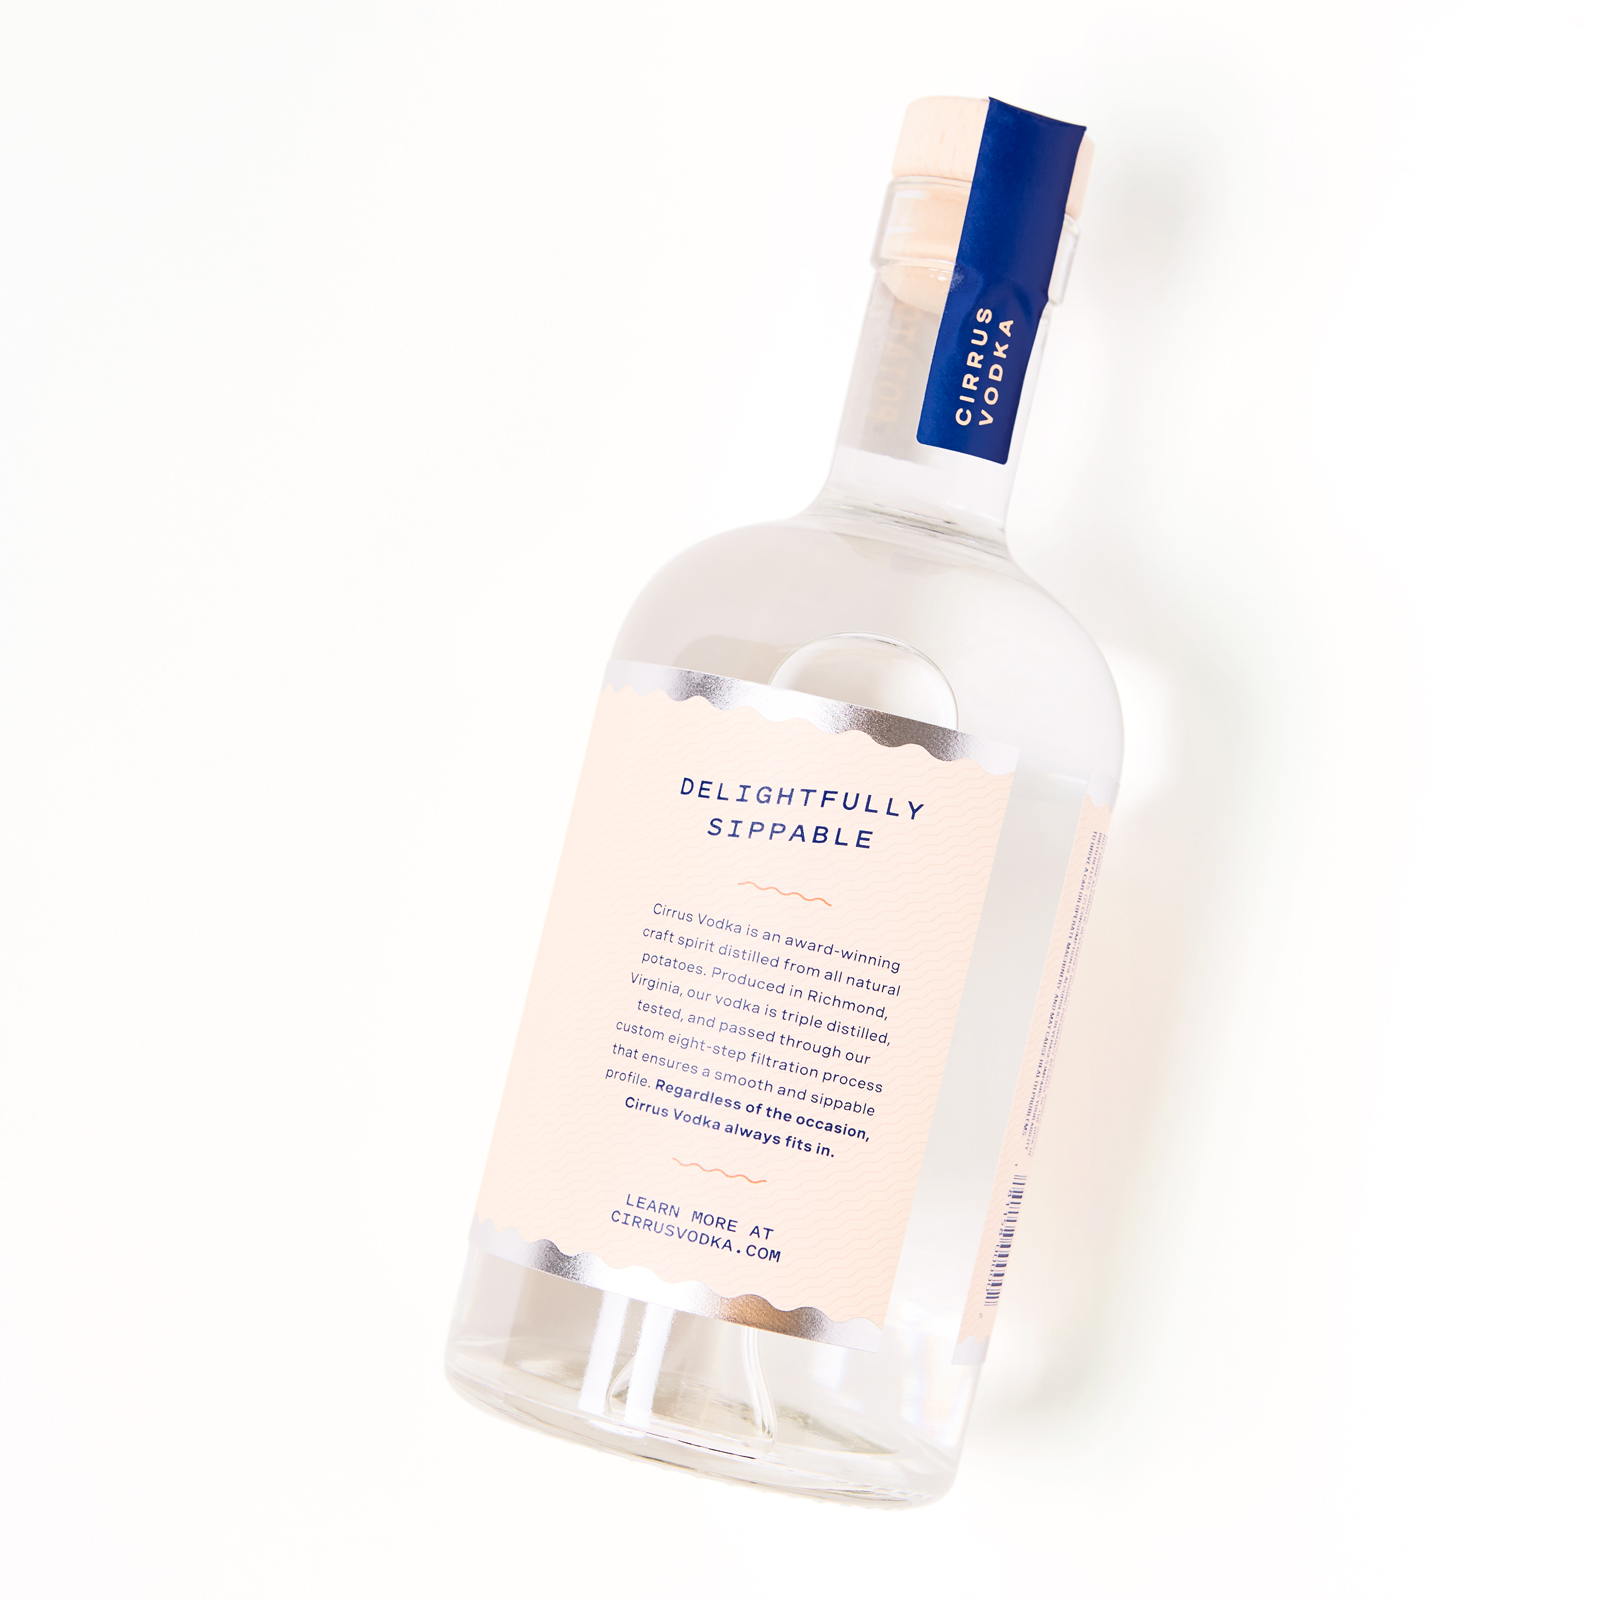 CIRRUS
VODKA
DELIGHTFULLY
SIPPABLE
Cirrus Vodka is an award-winning
craft spirit distilled from all natural
potatoes. Produced in Richmond,
Virginia, our vodka is triple distilled,
tested, and passed through our
custom eight-step filtration process
that ensures a smooth and sippable
profile. Regardless of the occasion,
Cirrus Vodka always fits in.
LEARN MORE AT
CIRRUSVODKA.COM